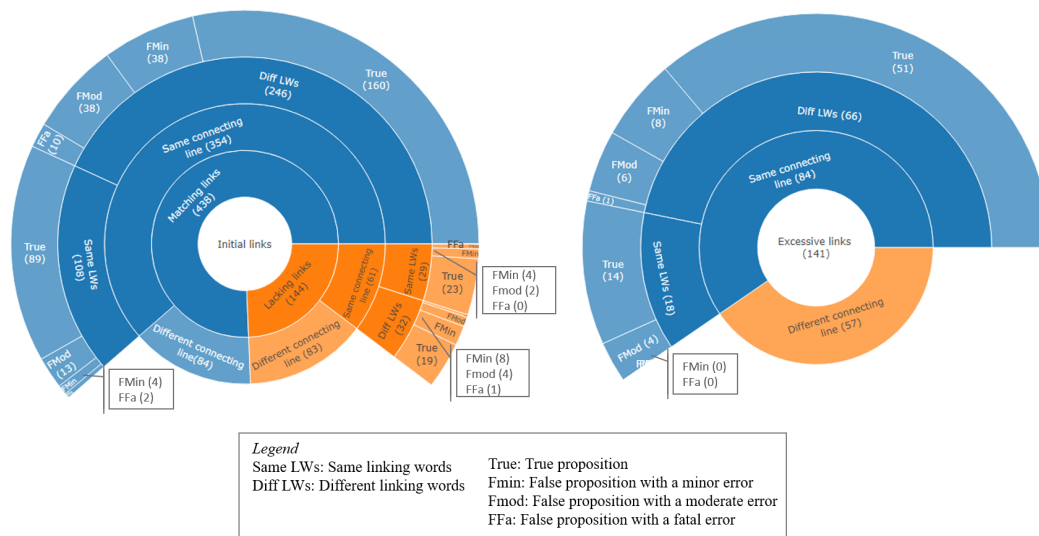 FMin
(38)
True
(160)
FMod
(38)
FFa
(10)
Diff LWs
(246)
Same connecting
line (354)
Matching links
(438)
True
(89)
Same LWs
(108)
FMod
(13)
FMin
Different connecting
line(84)
FMin (4)
FFa (2)
Initial links
Lacking links
(144)
Same connecting
line (61)
Different connecting
line (83)
Same LWs
(29)
Diff LWs
(32)
FFa
FMin
True
(23)
FMod
FMin
True
(19)
FMin (4)
Fmod (2)
FFa (0)
FMin (8)
Fmod (4)
FFa (1)
True
(51)
FMin
(8)
FMod
(6)
FFa (1)
Diff LWs (66)
Same connecting
line (84)
True
(14)
Same LWs (18)
FMod (4)
Excessive links
(141)
Different connecting
line (57)
FMin (0)
FFa (0)
Legend
Same LWs: Same linking words
Diff LWs: Different linking words
True: True proposition
Fmin: False proposition with a minor error
Fmod: False proposition with a moderate error
FFa: False proposition with a fatal error